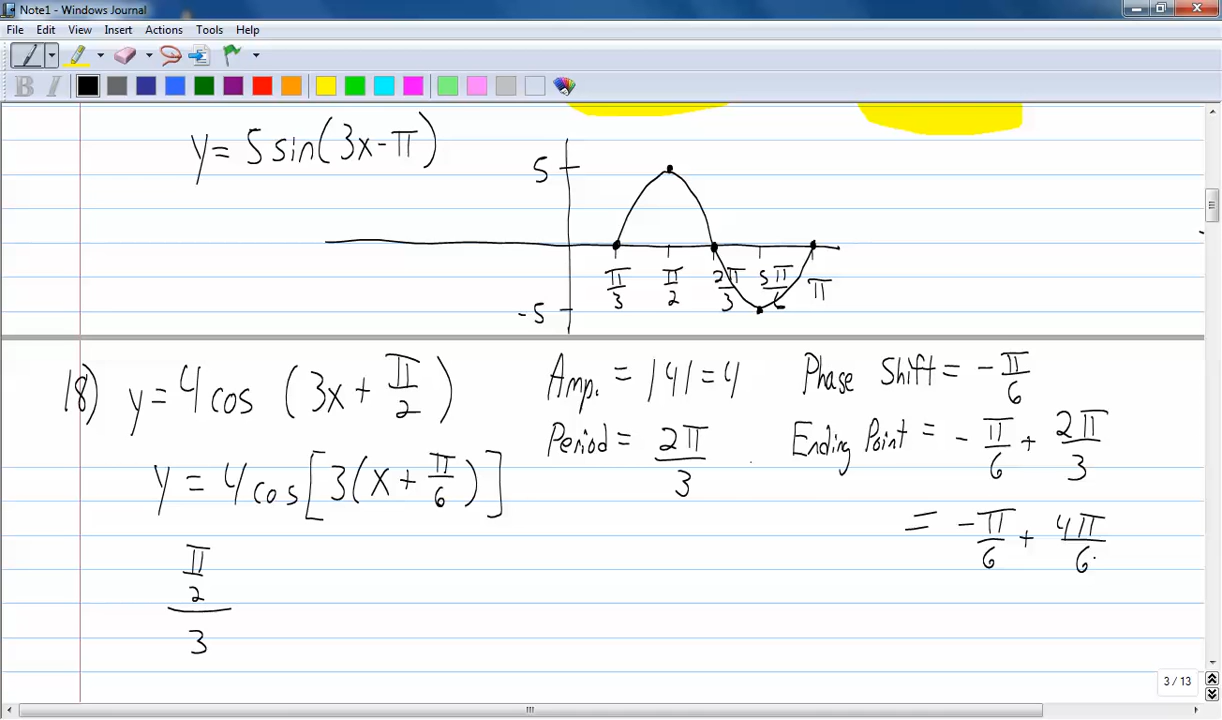 Note1 - Windows Journal
File Edit View Insert Actions Tools Help
B I
y = 5 sin(3x - π)
5
π/3 π/2 2π/3 5π/6 π
-5
18) y = 4 cos (3x + π/2) Amp. = |4| = 4 Phase Shift = - π/6
Period = 2π/3 Ending Point = - π/6 + 2π/3
y = 4 cos [3(x + π/6)]
= - π/6 + 4π/6
π/2
3
3 / 13